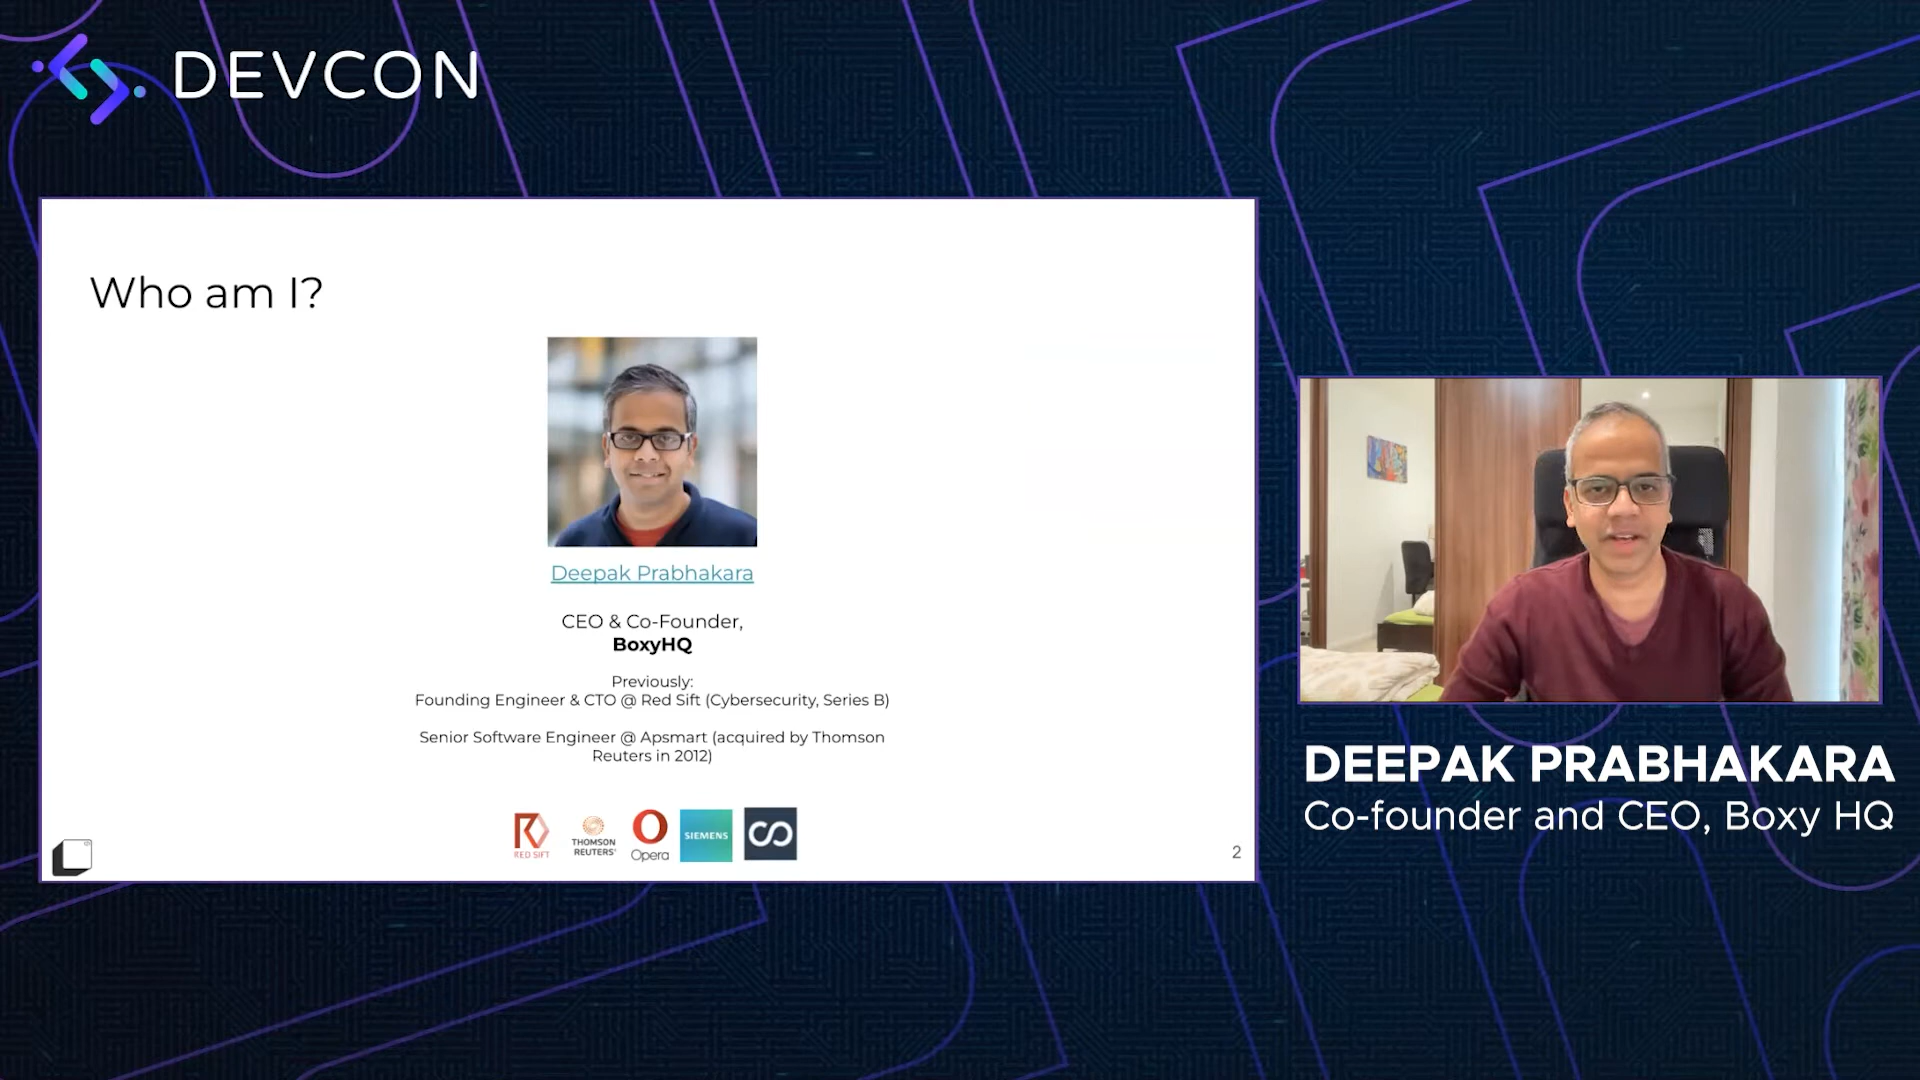 DEVCON
Who am I?
Deepak Prabhakara
CEO & Co-Founder,
BoxyHQ
Previously:
Founding Engineer & CTO @ Red Sift (Cybersecurity, Series B)
Senior Software Engineer @ Apsmart (acquired by Thomson
Reuters in 2012)
RED SIFT
THOMSON
REUTERS
Opera
SIEMENS
2
DEEPAK PRABHAKARA
Co-founder and CEO, Boxy HQ